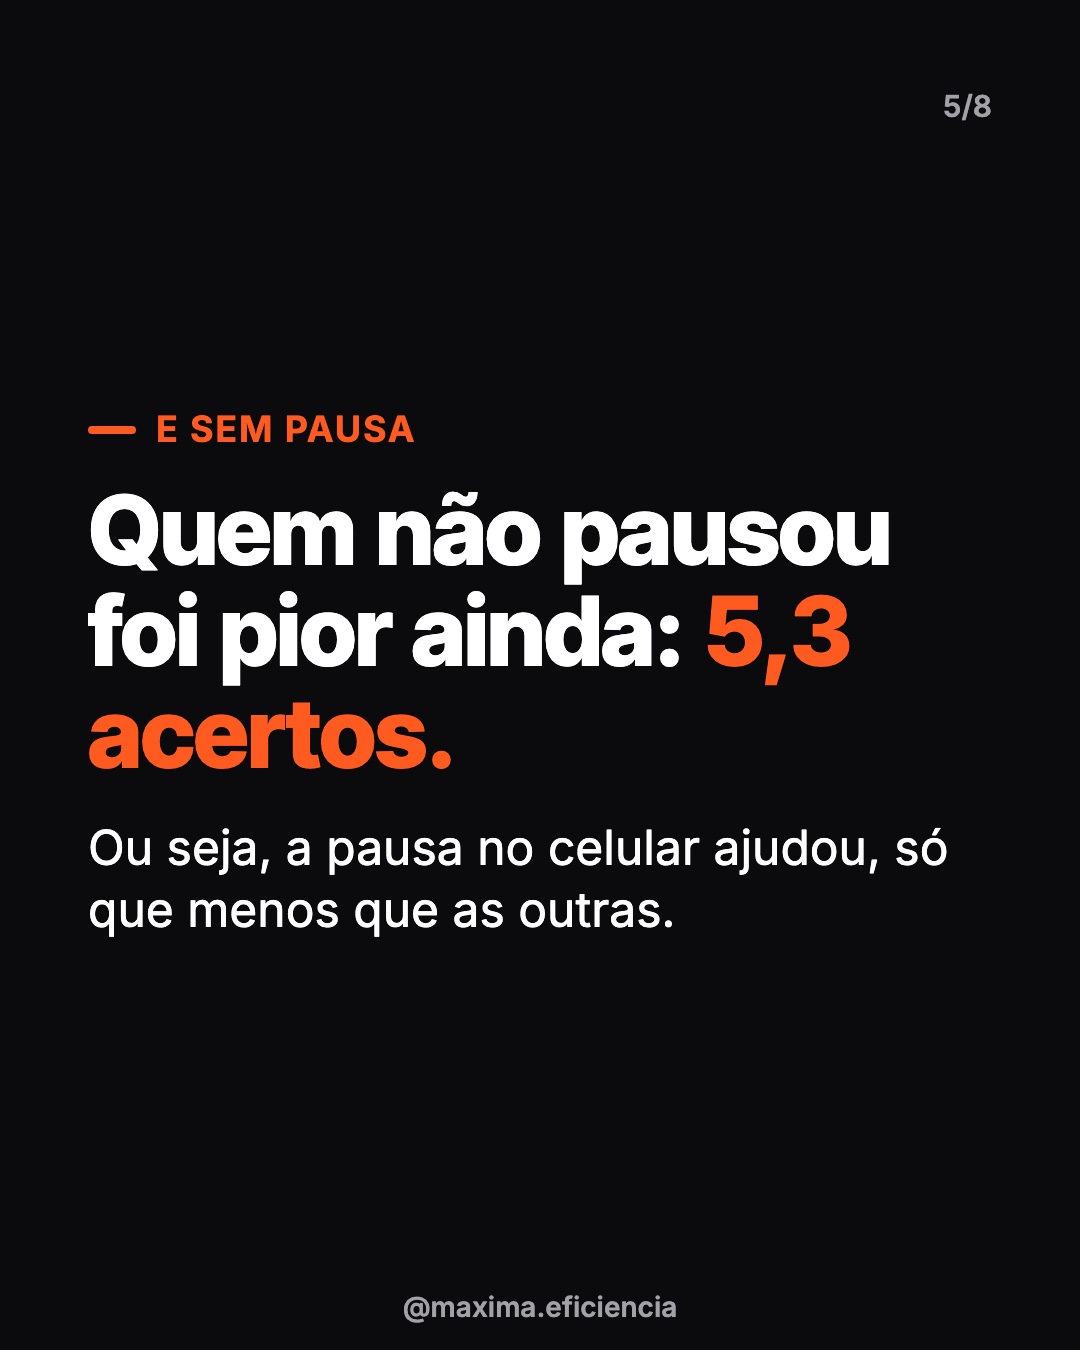 5/8
E SEM PAUSA
Quem não pausou
foi pior ainda: 5,3
acertos.
Ou seja, a pausa no celular ajudou, só
que menos que as outras.
@maxima.eficiencia